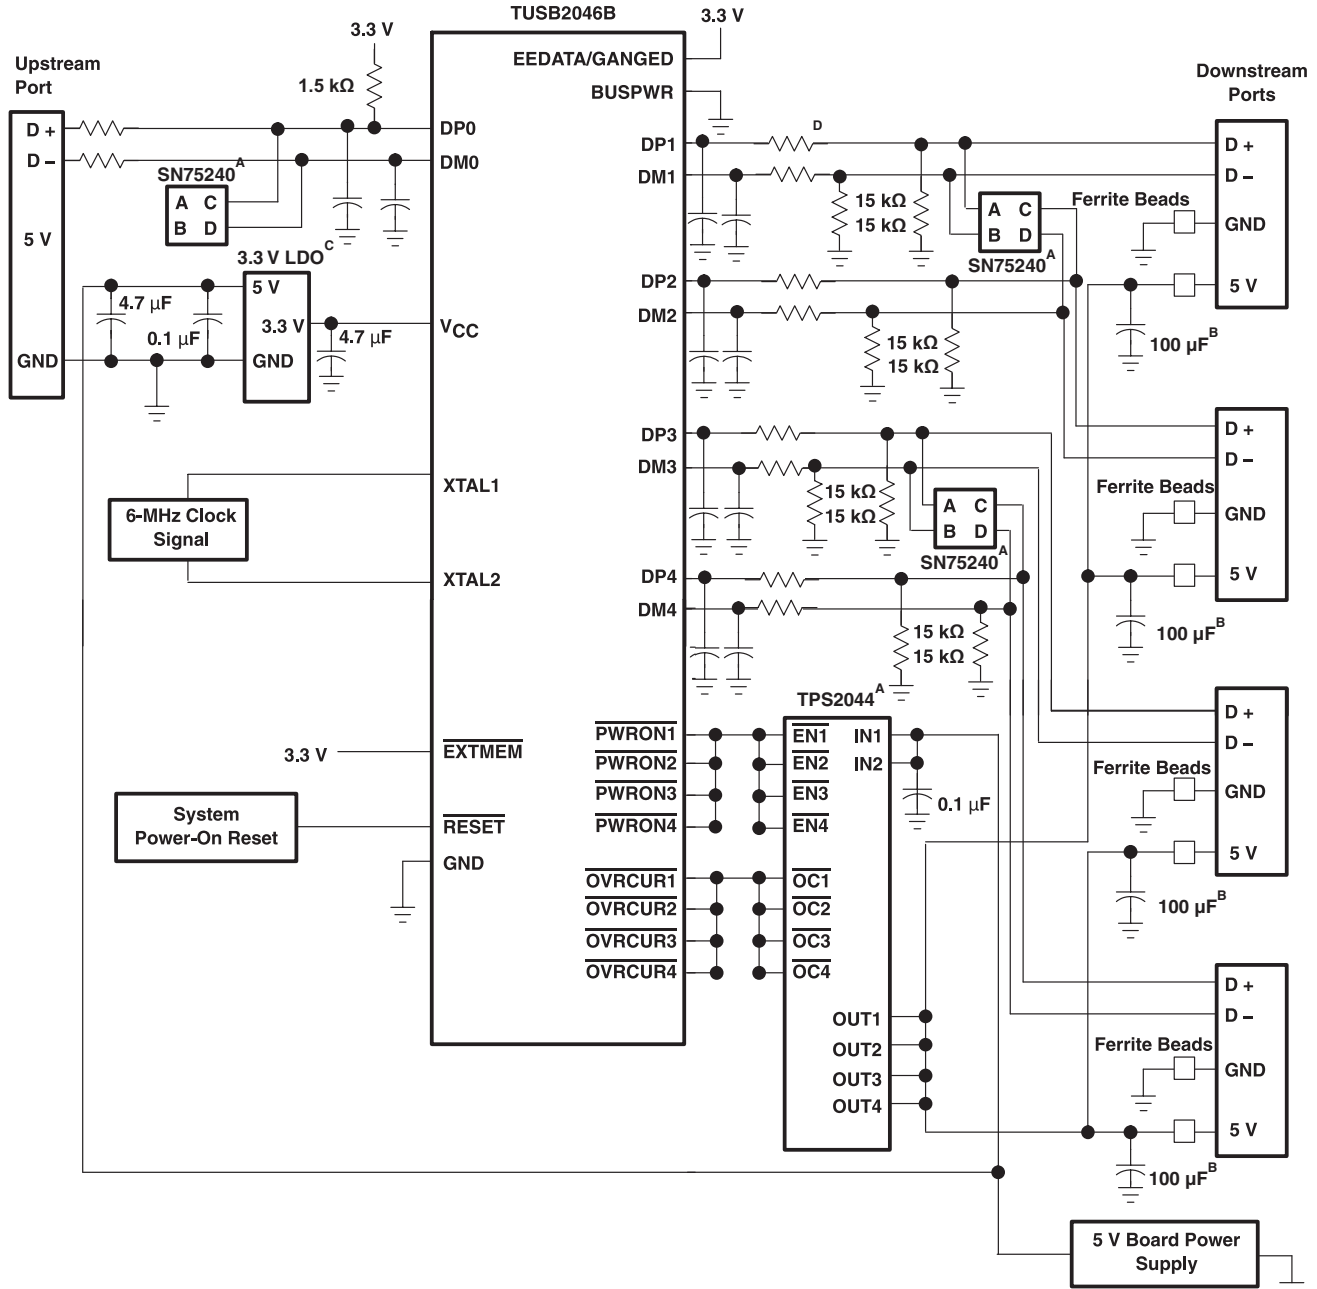 TUSB2046B
3.3 V
3.3 V
EEDATA/GANGED
Upstream
Port
1.5 kΩ
BUSPWR
Downstream
Ports
D +
D –
5 V
GND
DP0
DM0
SN75240A
A C
B D
3.3 V LDOC
5 V
3.3 V
GND
4.7 µF
0.1 µF
4.7 µF
VCC
DP1
DM1
D
15 kΩ
15 kΩ
A C
B D
SN75240A
D +
D –
Ferrite Beads
GND
5 V
100 µFB
DP2
DM2
15 kΩ
15 kΩ
DP3
DM3
15 kΩ
15 kΩ
A C
B D
SN75240A
D +
D –
Ferrite Beads
GND
5 V
100 µFB
XTAL1
6-MHz Clock
Signal
XTAL2
DP4
DM4
15 kΩ
15 kΩ
TPS2044A
3.3 V
EXTMEM
System
Power-On Reset
RESET
GND
PWRON1
PWRON2
PWRON3
PWRON4
OVRCUR1
OVRCUR2
OVRCUR3
OVRCUR4
EN1 IN1
EN2 IN2
EN3
EN4
0.1 µF
OC1
OC2
OC3
OC4
OUT1
OUT2
OUT3
OUT4
D +
D –
Ferrite Beads
GND
5 V
100 µFB
D +
D –
Ferrite Beads
GND
5 V
100 µFB
5 V Board Power
Supply